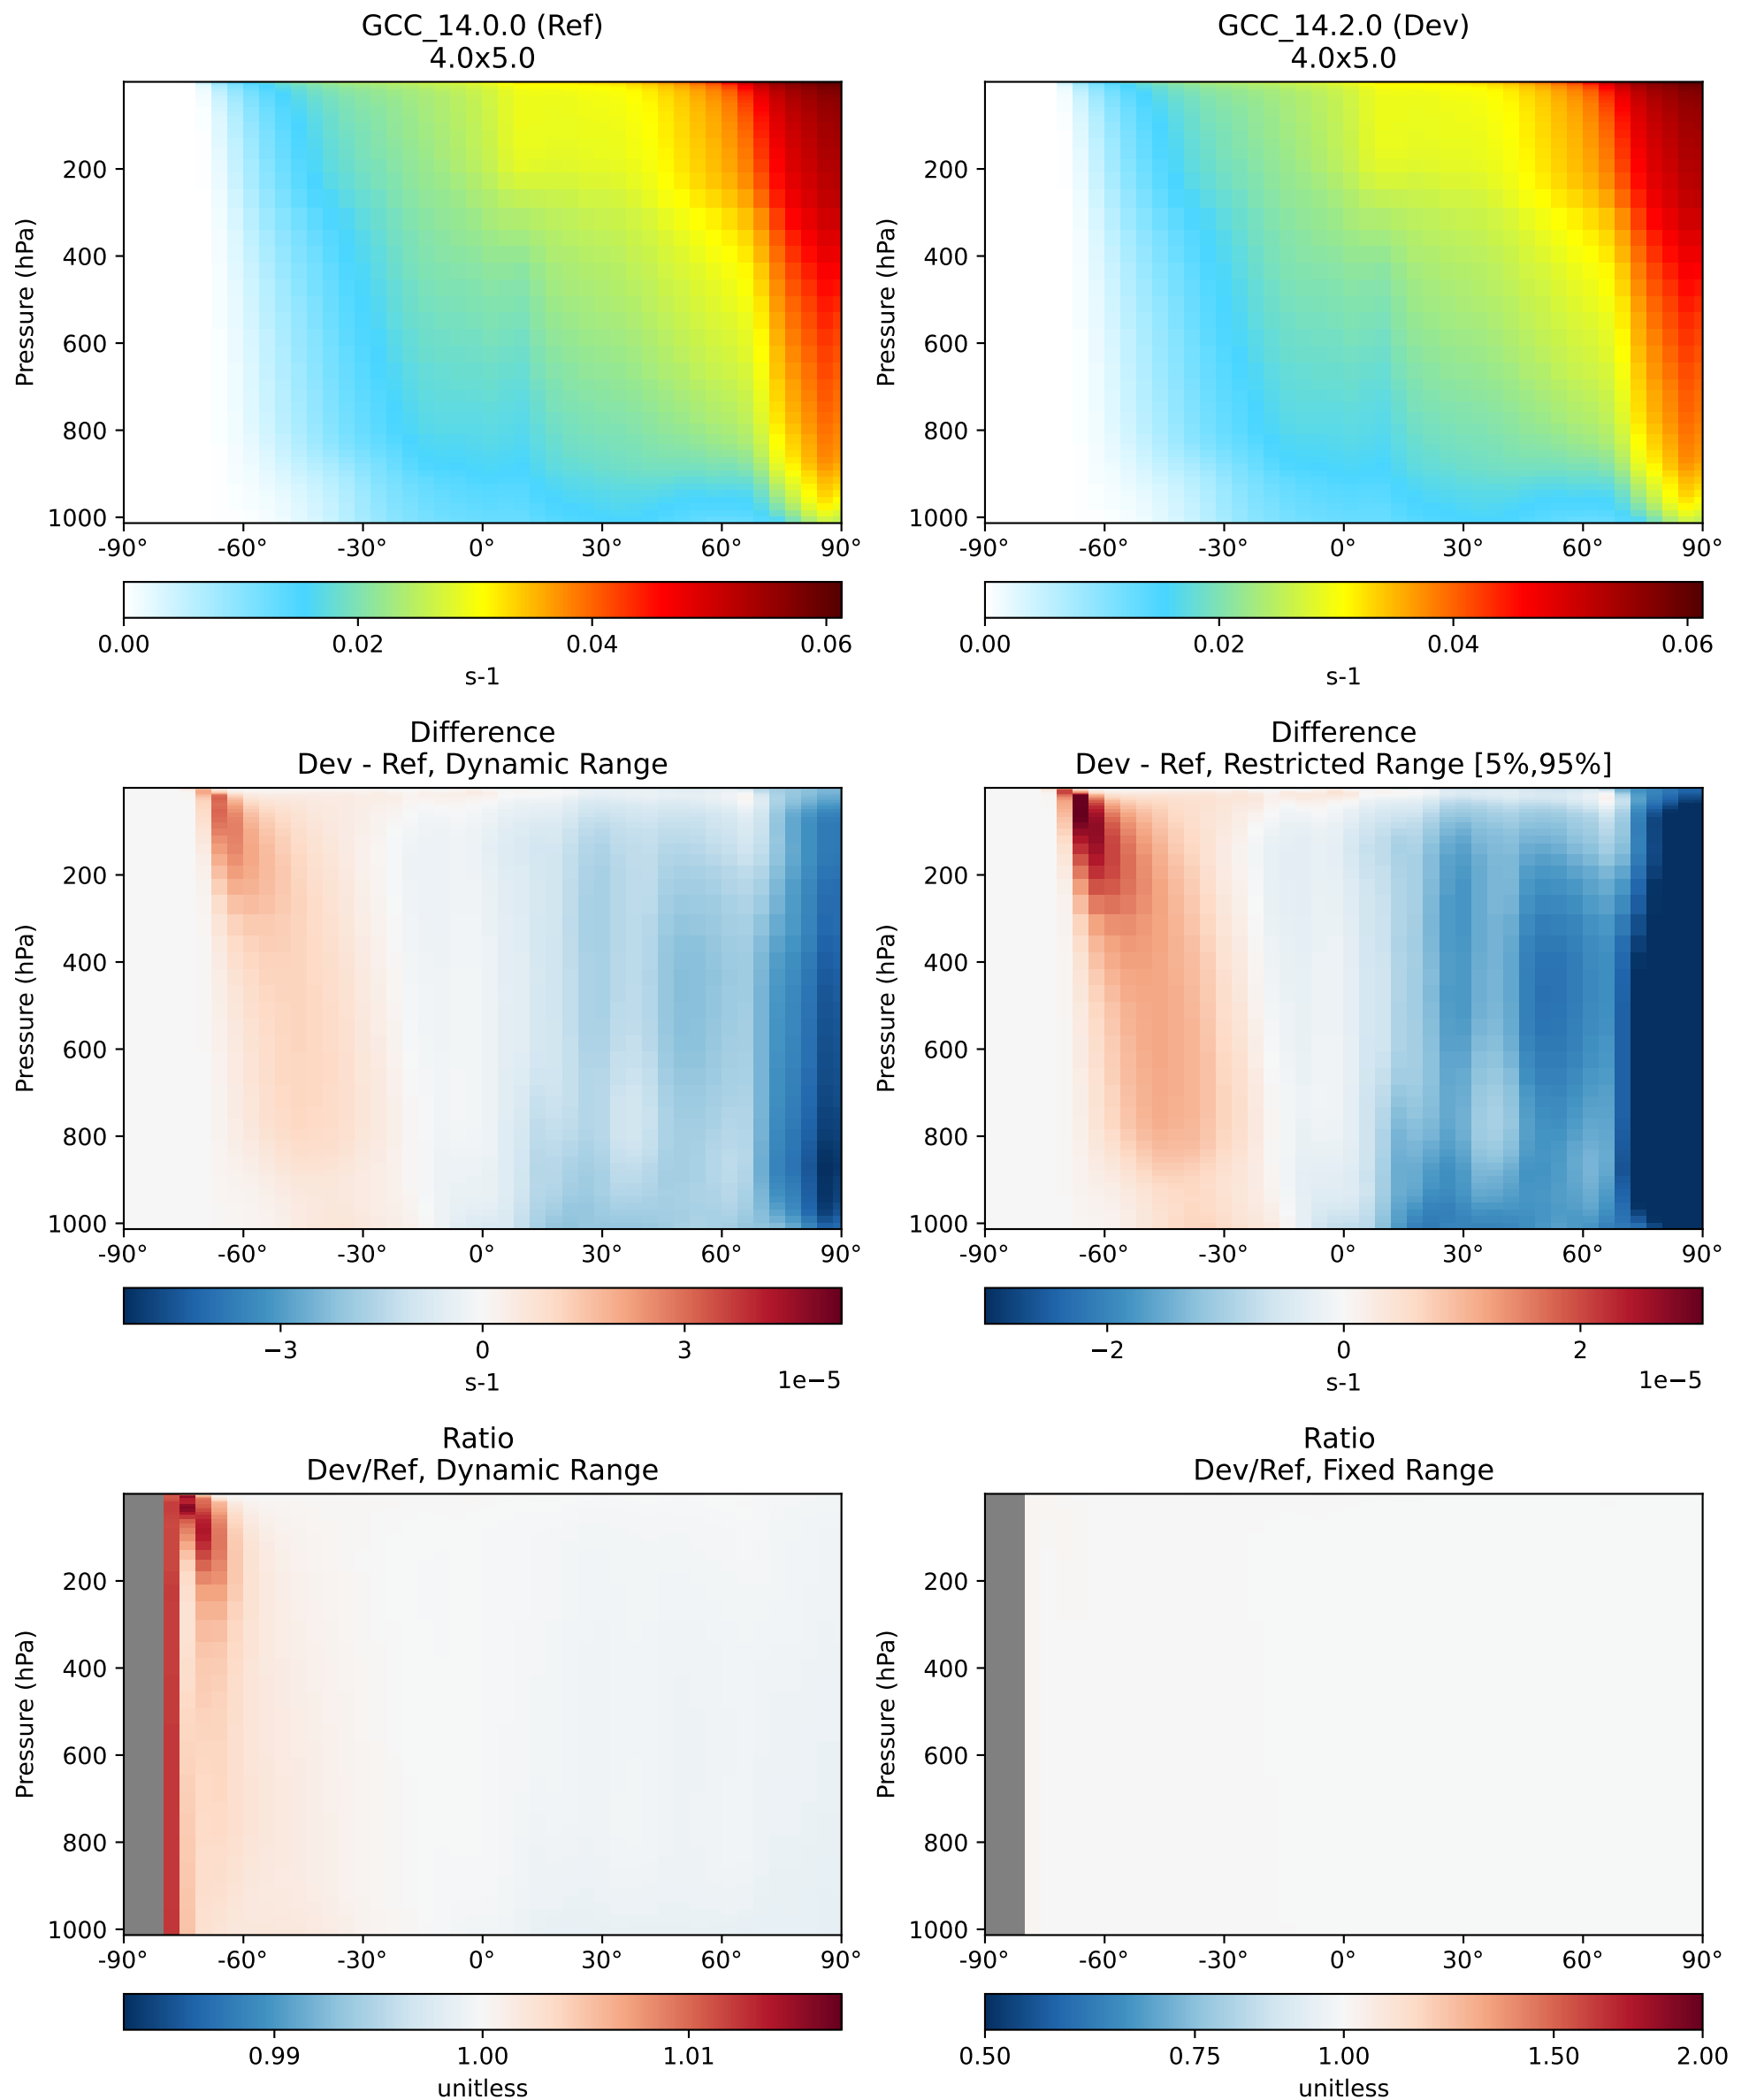 GCC_14.0.0 (Ref)
4.0x5.0
GCC_14.2.0 (Dev)
4.0x5.0
Pressure (hPa)
200
400
600
800
1000
-90° -60° -30° 0° 30° 60° 90°
0.00 0.02 0.04 0.06
s-1
Pressure (hPa)
200
400
600
800
1000
-90° -60° -30° 0° 30° 60° 90°
0.00 0.02 0.04 0.06
s-1
Difference
Dev - Ref, Dynamic Range
Pressure (hPa)
200
400
600
800
1000
-90° -60° -30° 0° 30° 60° 90°
−3 0 3
s-1
1e−5
Difference
Dev - Ref, Restricted Range [5%,95%]
Pressure (hPa)
200
400
600
800
1000
-90° -60° -30° 0° 30° 60° 90°
−2 0 2
s-1
1e−5
Ratio
Dev/Ref, Dynamic Range
Pressure (hPa)
200
400
600
800
1000
-90° -60° -30° 0° 30° 60° 90°
0.99 1.00 1.01
unitless
Ratio
Dev/Ref, Fixed Range
Pressure (hPa)
200
400
600
800
1000
-90° -60° -30° 0° 30° 60° 90°
0.50 0.75 1.00 1.50 2.00
unitless